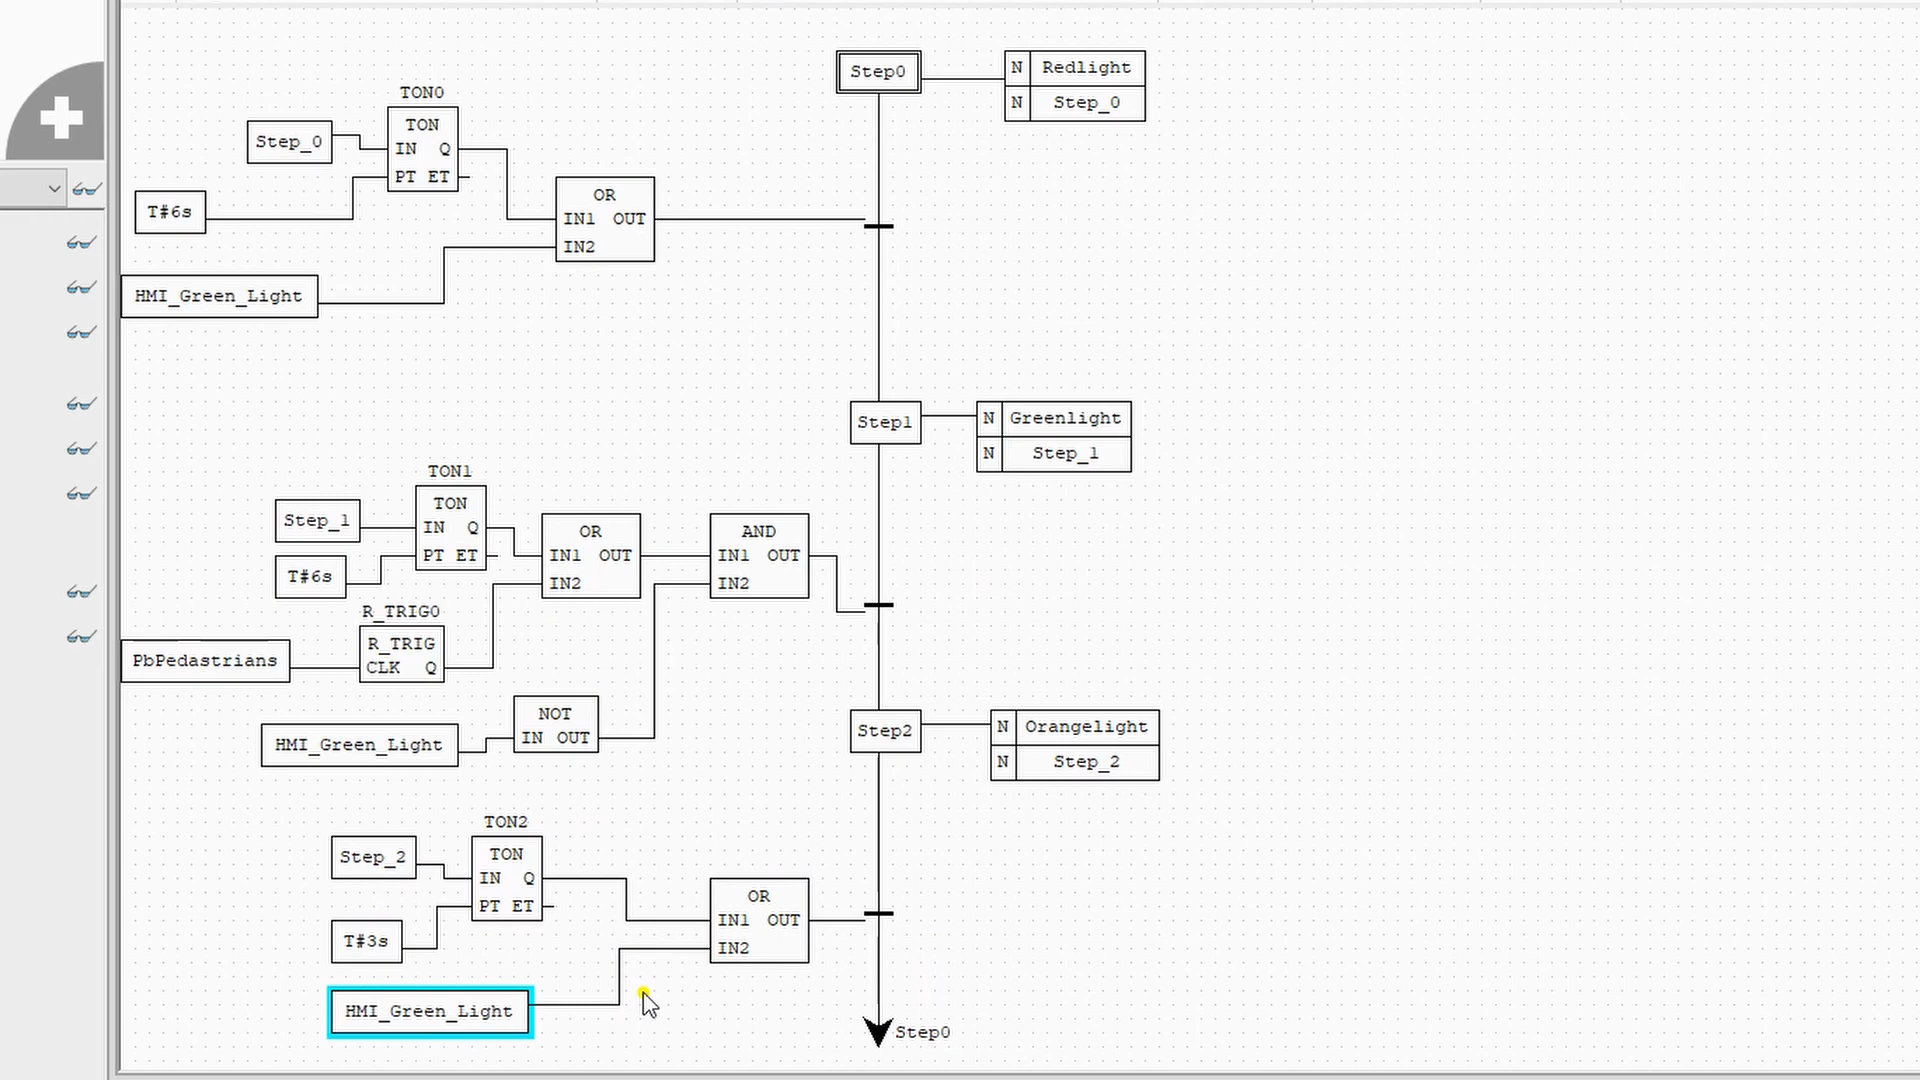 Step0
N Redlight
N Step_0
TON0
TON
IN Q
PT ET
Step_0
T#6s
OR
IN1 OUT
IN2
HMI_Green_Light
Step1
N Greenlight
N Step_1
TON1
TON
IN Q
PT ET
Step_1
T#6s
OR
IN1 OUT
IN2
AND
IN1 OUT
IN2
R_TRIG0
R_TRIG
CLK Q
PbPedastrians
NOT
IN OUT
HMI_Green_Light
Step2
N Orangelight
N Step_2
TON2
TON
IN Q
PT ET
Step_2
T#3s
OR
IN1 OUT
IN2
HMI_Green_Light
Step0